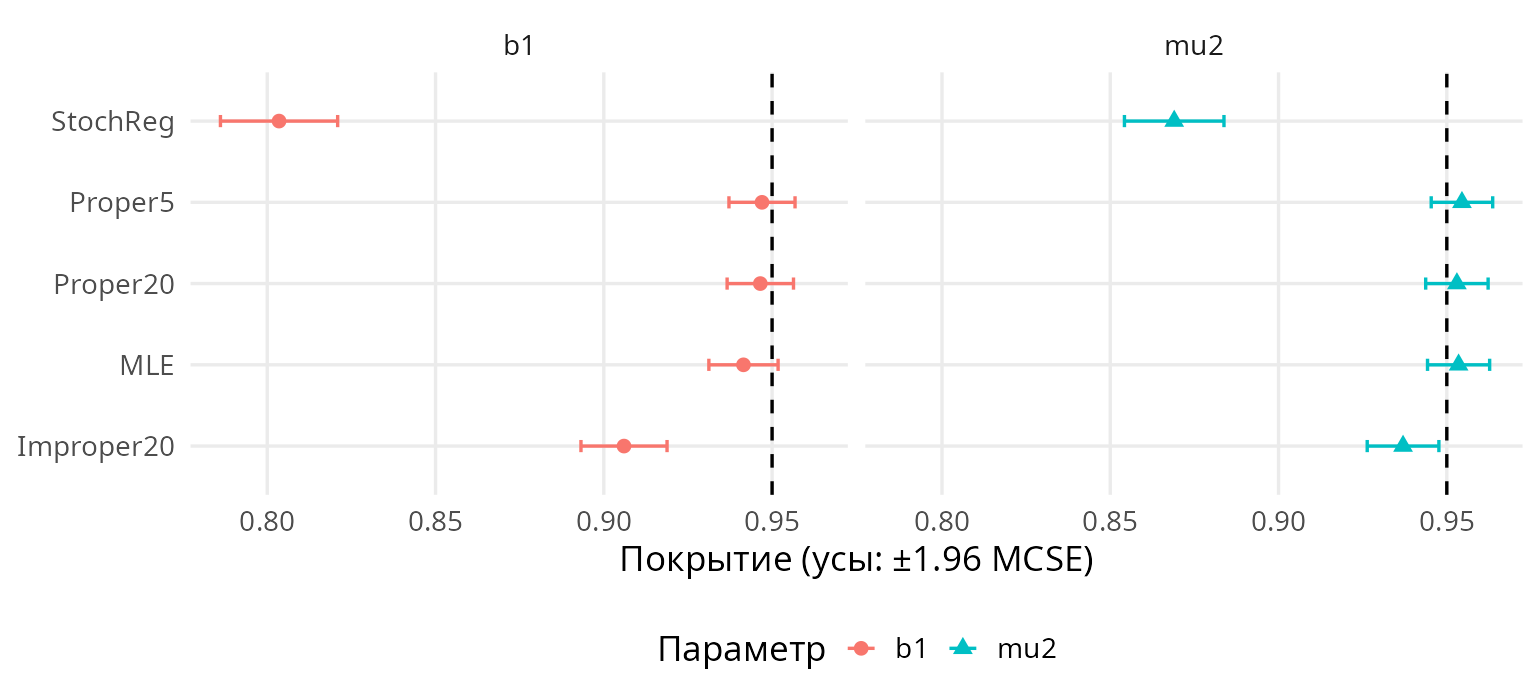 b1 mu2
StochReg
Proper5
Proper20
MLE
Improper20
0.80 0.85 0.90 0.95 0.80 0.85 0.90 0.95
Покрытие (усы: ±1.96 MCSE)
Параметр b1 mu2